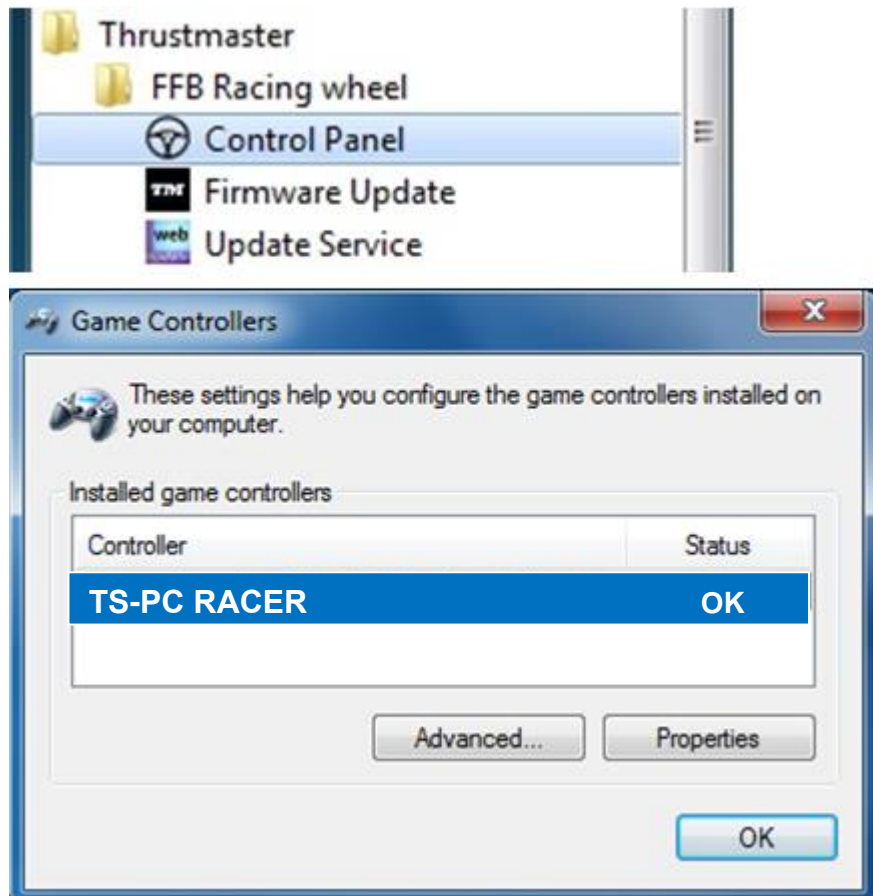 Thrustmaster
FFB Racing wheel
Control Panel
TM Firmware Update
web Update Service
Game Controllers
These settings help you configure the game controllers installed on
your computer.
Installed game controllers
Controller Status
TS-PC RACER OK
Advanced... Properties
OK